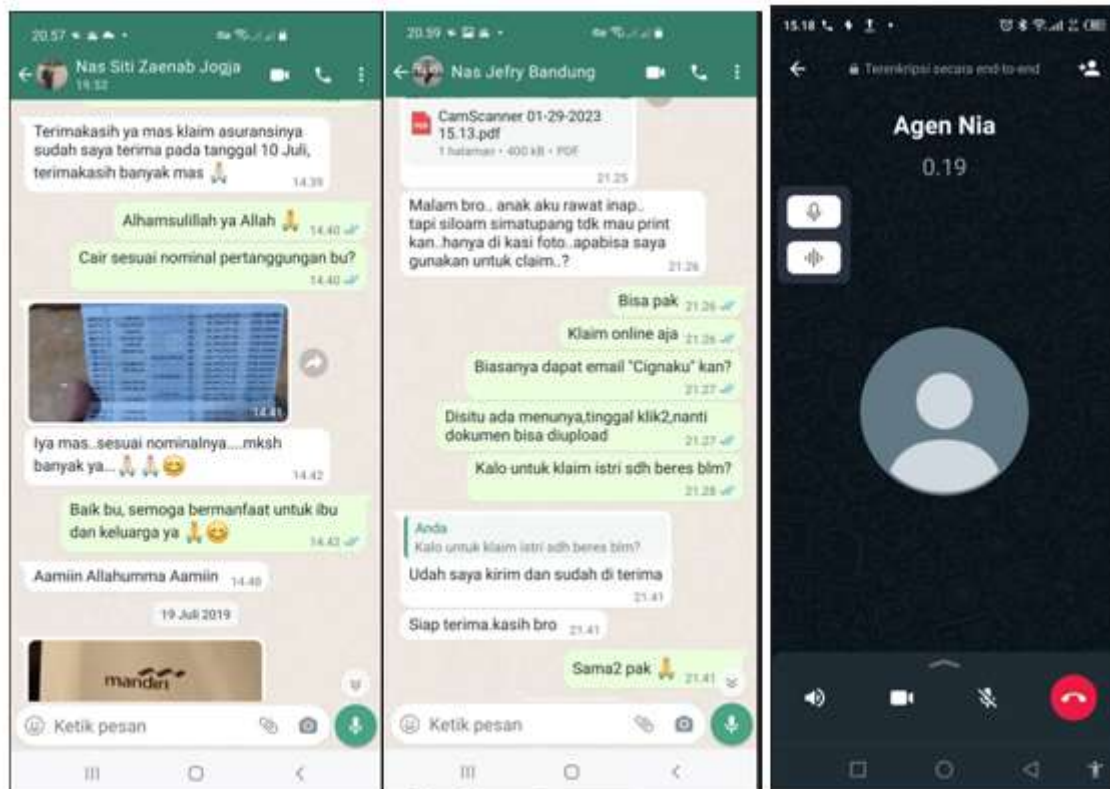 20.57
Nas Siti Zaenab Jogja
19.52
Terimakasih ya mas klaim asuransinya
sudah saya terima pada tanggal 10 Juli,
terimakasih banyak mas 🙏
14.39
Alhamsulillah ya Allah 🙏 14.40
Cair sesuai nominal pertanggungan bu?
14.40
14.41
Iya mas..sesuai nominalnya....mksh
banyak ya...🙏🙏😊
14.42
Baik bu, semoga bermanfaat untuk ibu
dan keluarga ya 🙏😊
14.43
Aamiin Allahumma Aamiin 14.48
19 Juli 2019
mandiri
Ketik pesan
20.59
Nas Jefry Bandung
CamScanner 01-29-2023
15.13.pdf
1 halaman • 400 kB • PDF
21.25
Malam bro.. anak aku rawat inap..
tapi siloam simatupang tdk mau print
kan..hanya di kasi foto..apabisa saya
gunakan untuk claim..?
21.26
Bisa pak 21.26
Klaim online aja 21.26
Biasanya dapat email "Cignaku" kan?
21.27
Disitu ada menunya,tinggal klik2,nanti
dokumen bisa diupload
21.27
Kalo untuk klaim istri sdh beres blm?
21.28
Anda
Kalo untuk klaim istri sdh beres blm?
Udah saya kirim dan sudah di terima
21.41
Siap terima.kasih bro 21.41
Sama2 pak 🙏 21.41
Ketik pesan
15.18
Terenkripsi secara end-to-end
Agen Nia
0.19